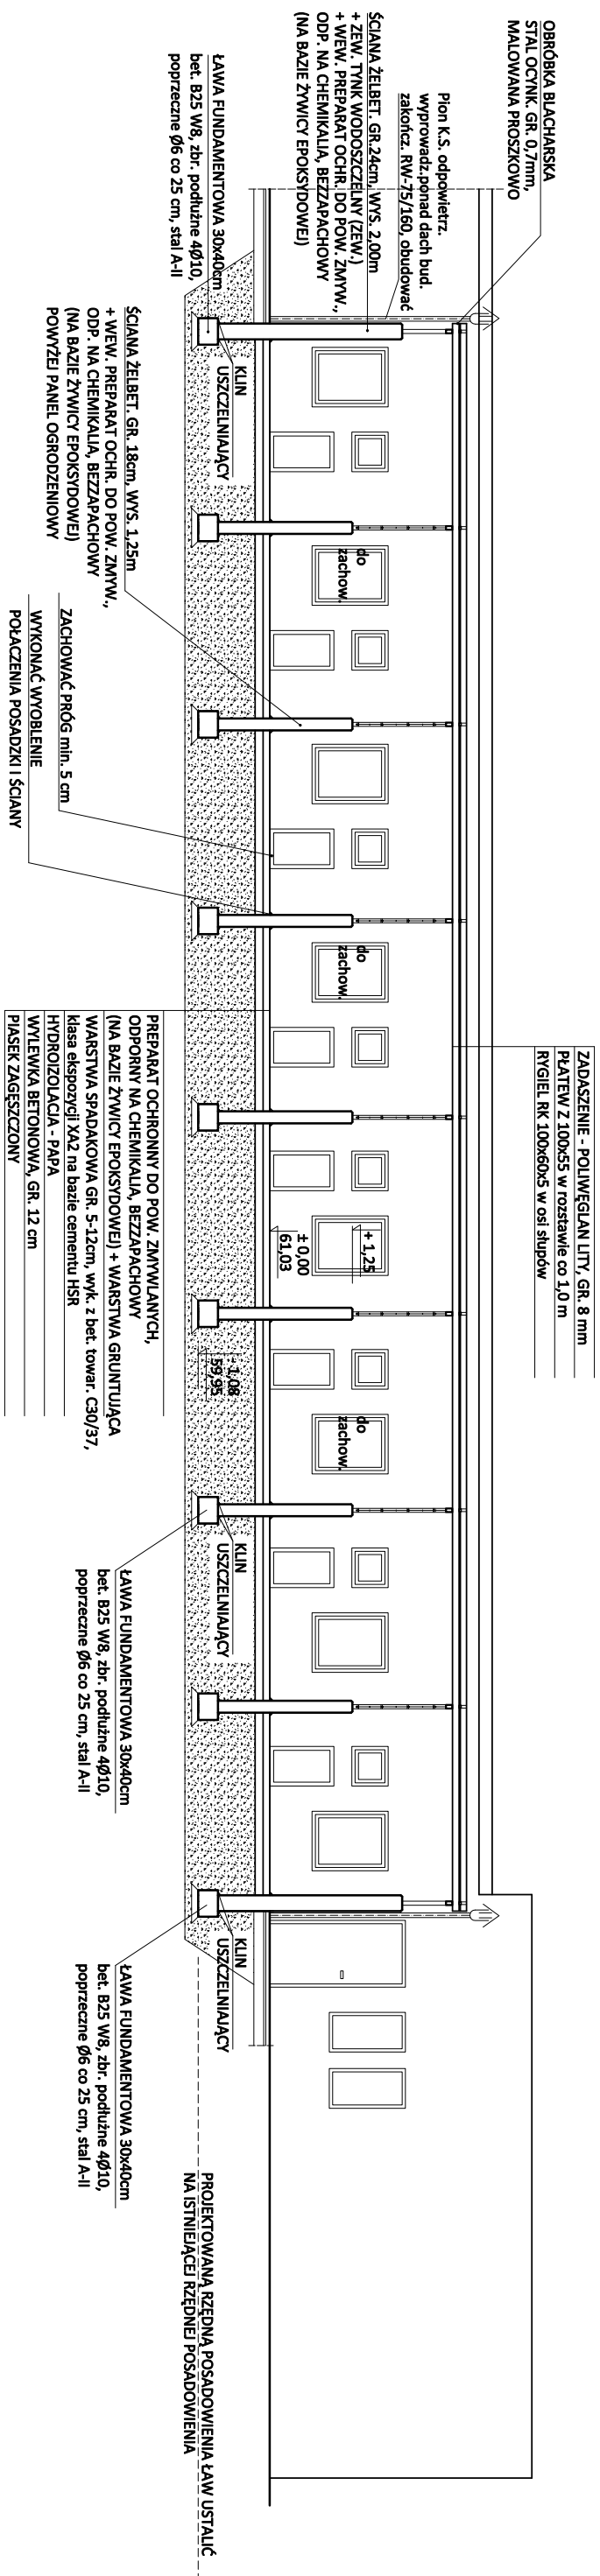 OBRÓBKA BLACHARSKA
STAL OCYNK. GR. 0,7mm,
MALOWANA PROSZKOWO
Pion K.S. odpowietrz.
wyprowadz.ponad dach bud.
zakończ. RW-75/160, obudować
ŚCIANA ŻELBET. GR.24cm, WYS. 2,00m
+ ZEW. TYNK WODOSZCZELNY (ZEW.)
+ WEW. PREPARAT OCHR. DO POW. ZMYW.,
ODP. NA CHEMIKALIA, BEZZAPACHOWY
(NA BAZIE ŻYWICY EPOKSYDOWEJ)
ŁAWA FUNDAMENTOWA 30x40cm
bet. B25 W8, zbr. podłużne 4Ø10,
poprzeczne Ø6 co 25 cm, stal A-II
KLIN
USZCZELNIAJĄCY
ŚCIANA ŻELBET. GR. 18cm, WYS. 1,25m
+ WEW. PREPARAT OCHR. DO POW. ZMYW.,
ODP. NA CHEMIKALIA, BEZZAPACHOWY
(NA BAZIE ŻYWICY EPOKSYDOWEJ)
POWYŻEJ PANEL OGRODZENIOWY
do
zachow.
ZACHOWAĆ PRÓG min. 5 cm
WYKONAĆ WYOBLENIE
POŁĄCZENIA POSADZKI I ŚCIANY
do
zachow.
ZADASZENIE - POLIWĘGLAN LITY, GR. 8 mm
PŁATEW Z 100x55 w rozstawie co 1,0 m
RYGIEL RK 100x60x5 w osi słupów
PREPARAT OCHRONNY DO POW. ZMYWLANYCH,
ODPORNY NA CHEMIKALIA, BEZZAPACHOWY
(NA BAZIE ŻYWICY EPOKSYDOWEJ) + WARSTWA GRUNTUJĄCA
WARSTWA SPADAKOWA GR. 5-12cm, wyk. z bet. towar. C30/37,
klasa ekspozycji XA2 na bazie cementu HSR
HYDROIZOLACJA - PAPA
WYLEWKA BETONOWA, GR. 12 cm
PIASEK ZAGĘSZCZONY
+ 1,25
± 0,00
61,03
- 1,08
59,95
do
zachow.
KLIN
USZCZELNIAJĄCY
ŁAWA FUNDAMENTOWA 30x40cm
bet. B25 W8, zbr. podłużne 4Ø10,
poprzeczne Ø6 co 25 cm, stal A-II
KLIN
USZCZELNIAJĄCY
ŁAWA FUNDAMENTOWA 30x40cm
bet. B25 W8, zbr. podłużne 4Ø10,
poprzeczne Ø6 co 25 cm, stal A-II
PROJEKTOWANĄ RZĘDNĄ POSADOWIENIA ŁAW USTALIĆ
NA ISTNIEJĄCEJ RZĘDNEJ POSADOWIENIA